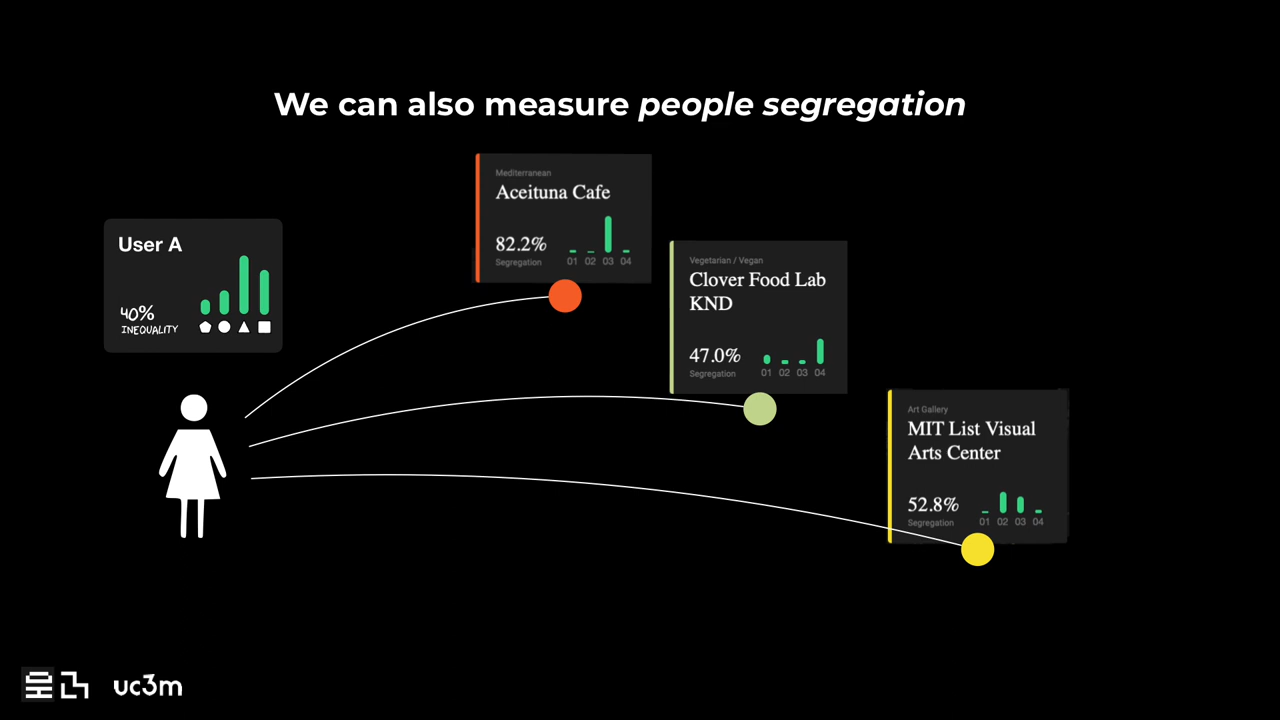 We can also measure people segregation
Mediterranean
Aceituna Cafe
82.2%
Segregation
01 02 03 04
User A
40%
INEQUALITY
Vegetarian / Vegan
Clover Food Lab
KND
47.0%
Segregation
01 02 03 04
Art Gallery
MIT List Visual
Arts Center
52.8%
Segregation
01 02 03 04
uc3m